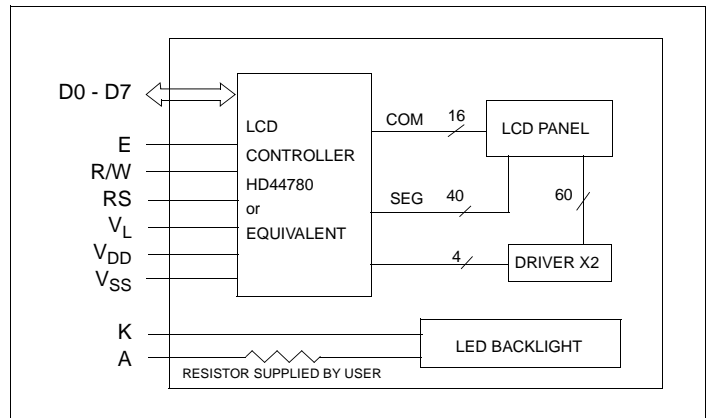 D0 - D7
E
R/W
RS
VL
VDD
VSS
K
A
LCD
CONTROLLER
HD44780
or
EQUIVALENT
COM 16
SEG 40
4
LCD PANEL
60
DRIVER X2
LED BACKLIGHT
RESISTOR SUPPLIED BY USER